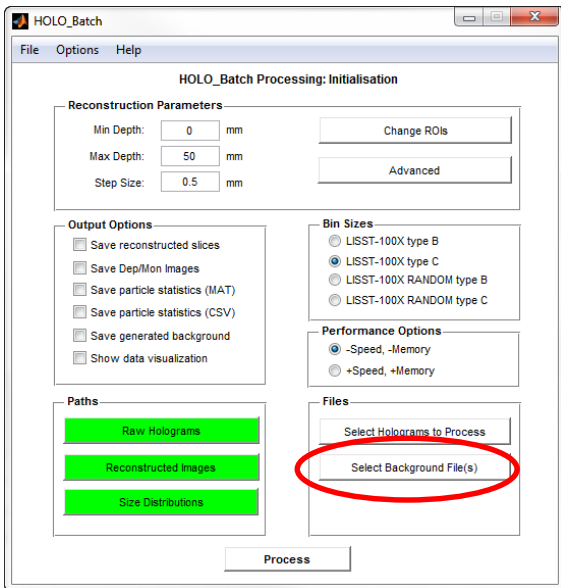 HOLO_Batch
File Options Help
HOLO_Batch Processing: Initialisation
Reconstruction Parameters
Min Depth: 0 mm
Max Depth: 50 mm
Step Size: 0.5 mm
Change ROIs
Advanced
Output Options
Save reconstructed slices
Save Dep/Mon Images
Save particle statistics (MAT)
Save particle statistics (CSV)
Save generated background
Show data visualization
Bin Sizes
LISST-100X type B
LISST-100X type C
LISST-100X RANDOM type B
LISST-100X RANDOM type C
Performance Options
-Speed, -Memory
+Speed, +Memory
Paths
Raw Holograms
Reconstructed Images
Size Distributions
Files
Select Holograms to Process
Select Background File(s)
Process